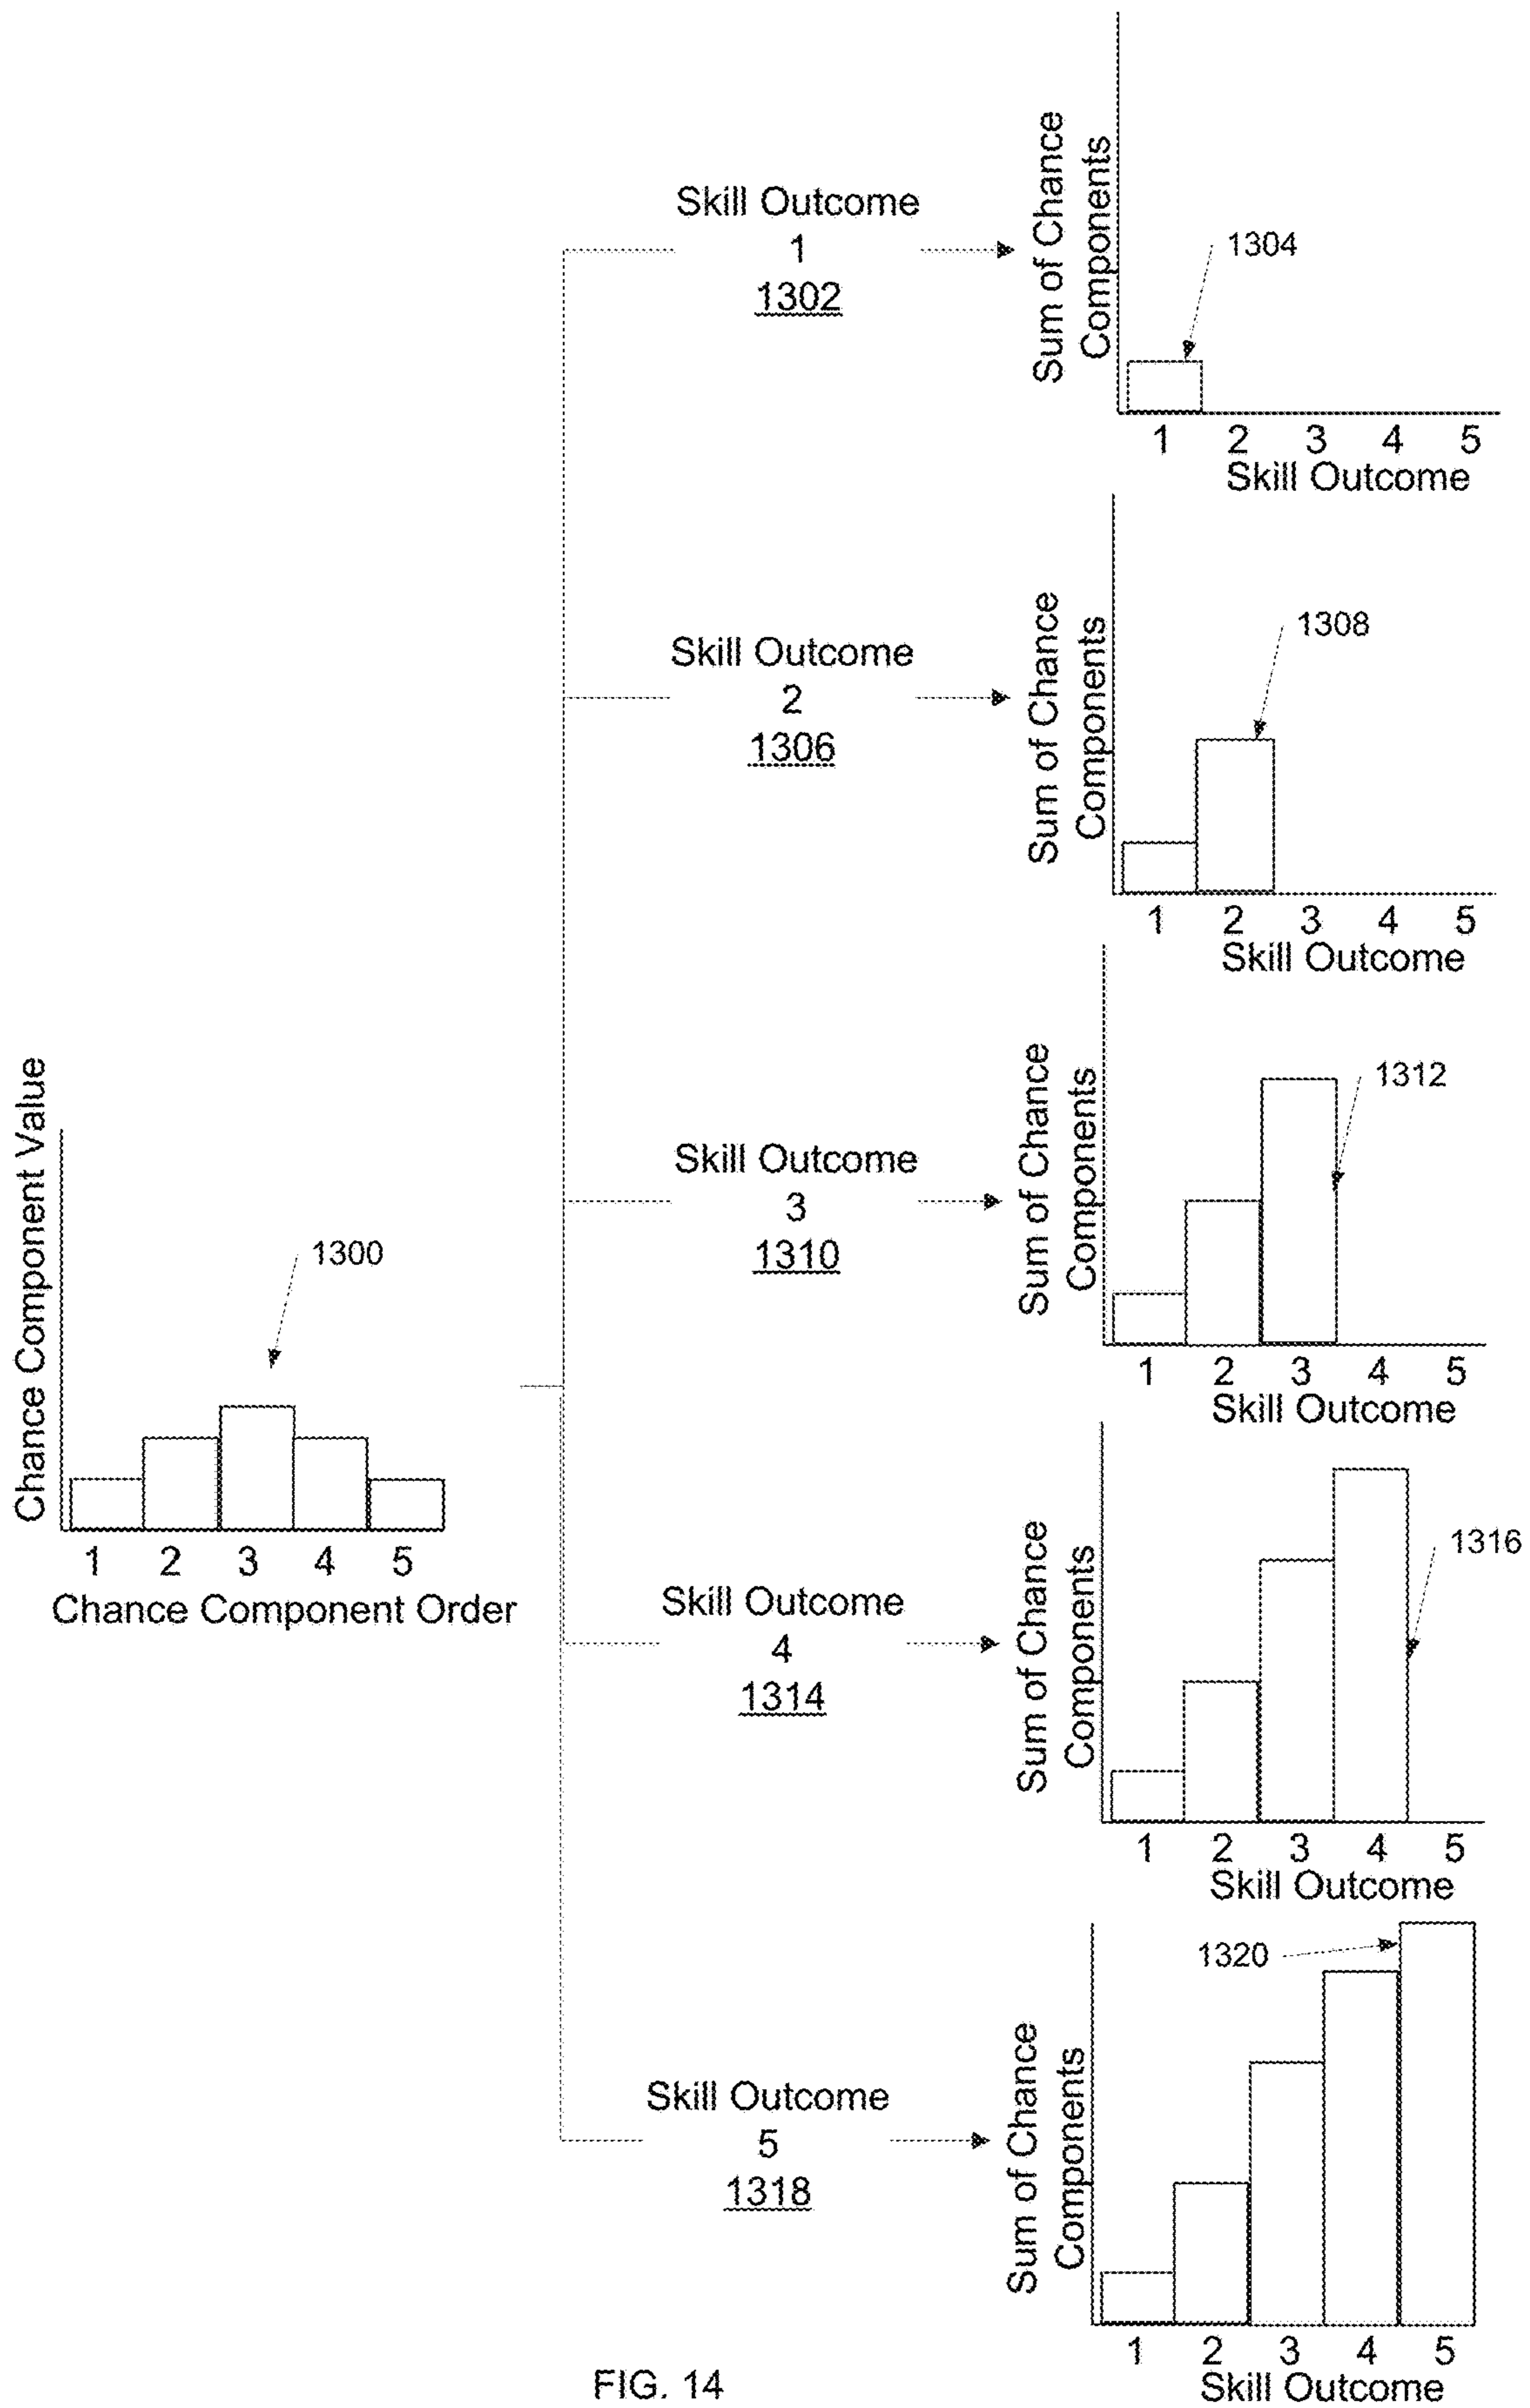 Chance Component Value
1300
1 2 3 4 5
Chance Component Order
Skill Outcome
1
1302
Sum of Chance
Components
1304
1 2 3 4 5
Skill Outcome
Skill Outcome
2
1306
Sum of Chance
Components
1308
1 2 3 4 5
Skill Outcome
Skill Outcome
3
1310
Sum of Chance
Components
1312
1 2 3 4 5
Skill Outcome
Skill Outcome
4
1314
Sum of Chance
Components
1316
1 2 3 4 5
Skill Outcome
Skill Outcome
5
1318
Sum of Chance
Components
1320
1 2 3 4 5
Skill Outcome
FIG. 14